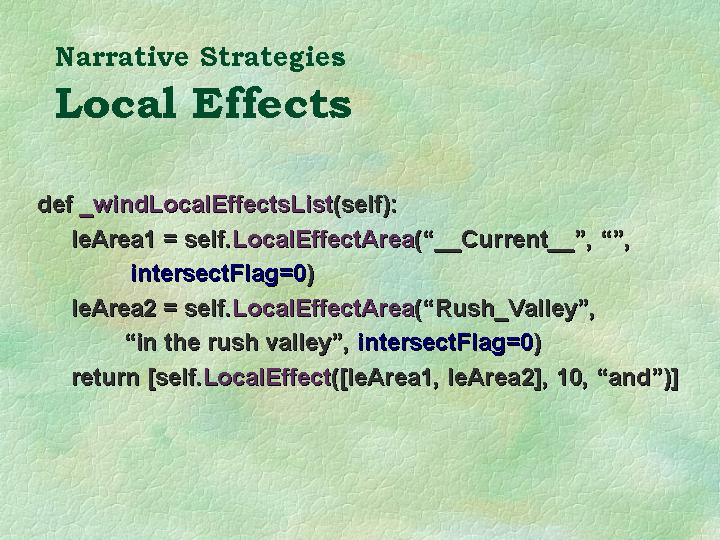 Narrative Strategies
Local Effects
def _windLocalEffectsList(self):
leArea1 = self.LocalEffectArea(“__Current__”, “”,
intersectFlag=0)
leArea2 = self.LocalEffectArea(“Rush_Valley”,
“in the rush valley”, intersectFlag=0)
return [self.LocalEffect([leArea1, leArea2], 10, “and”)]